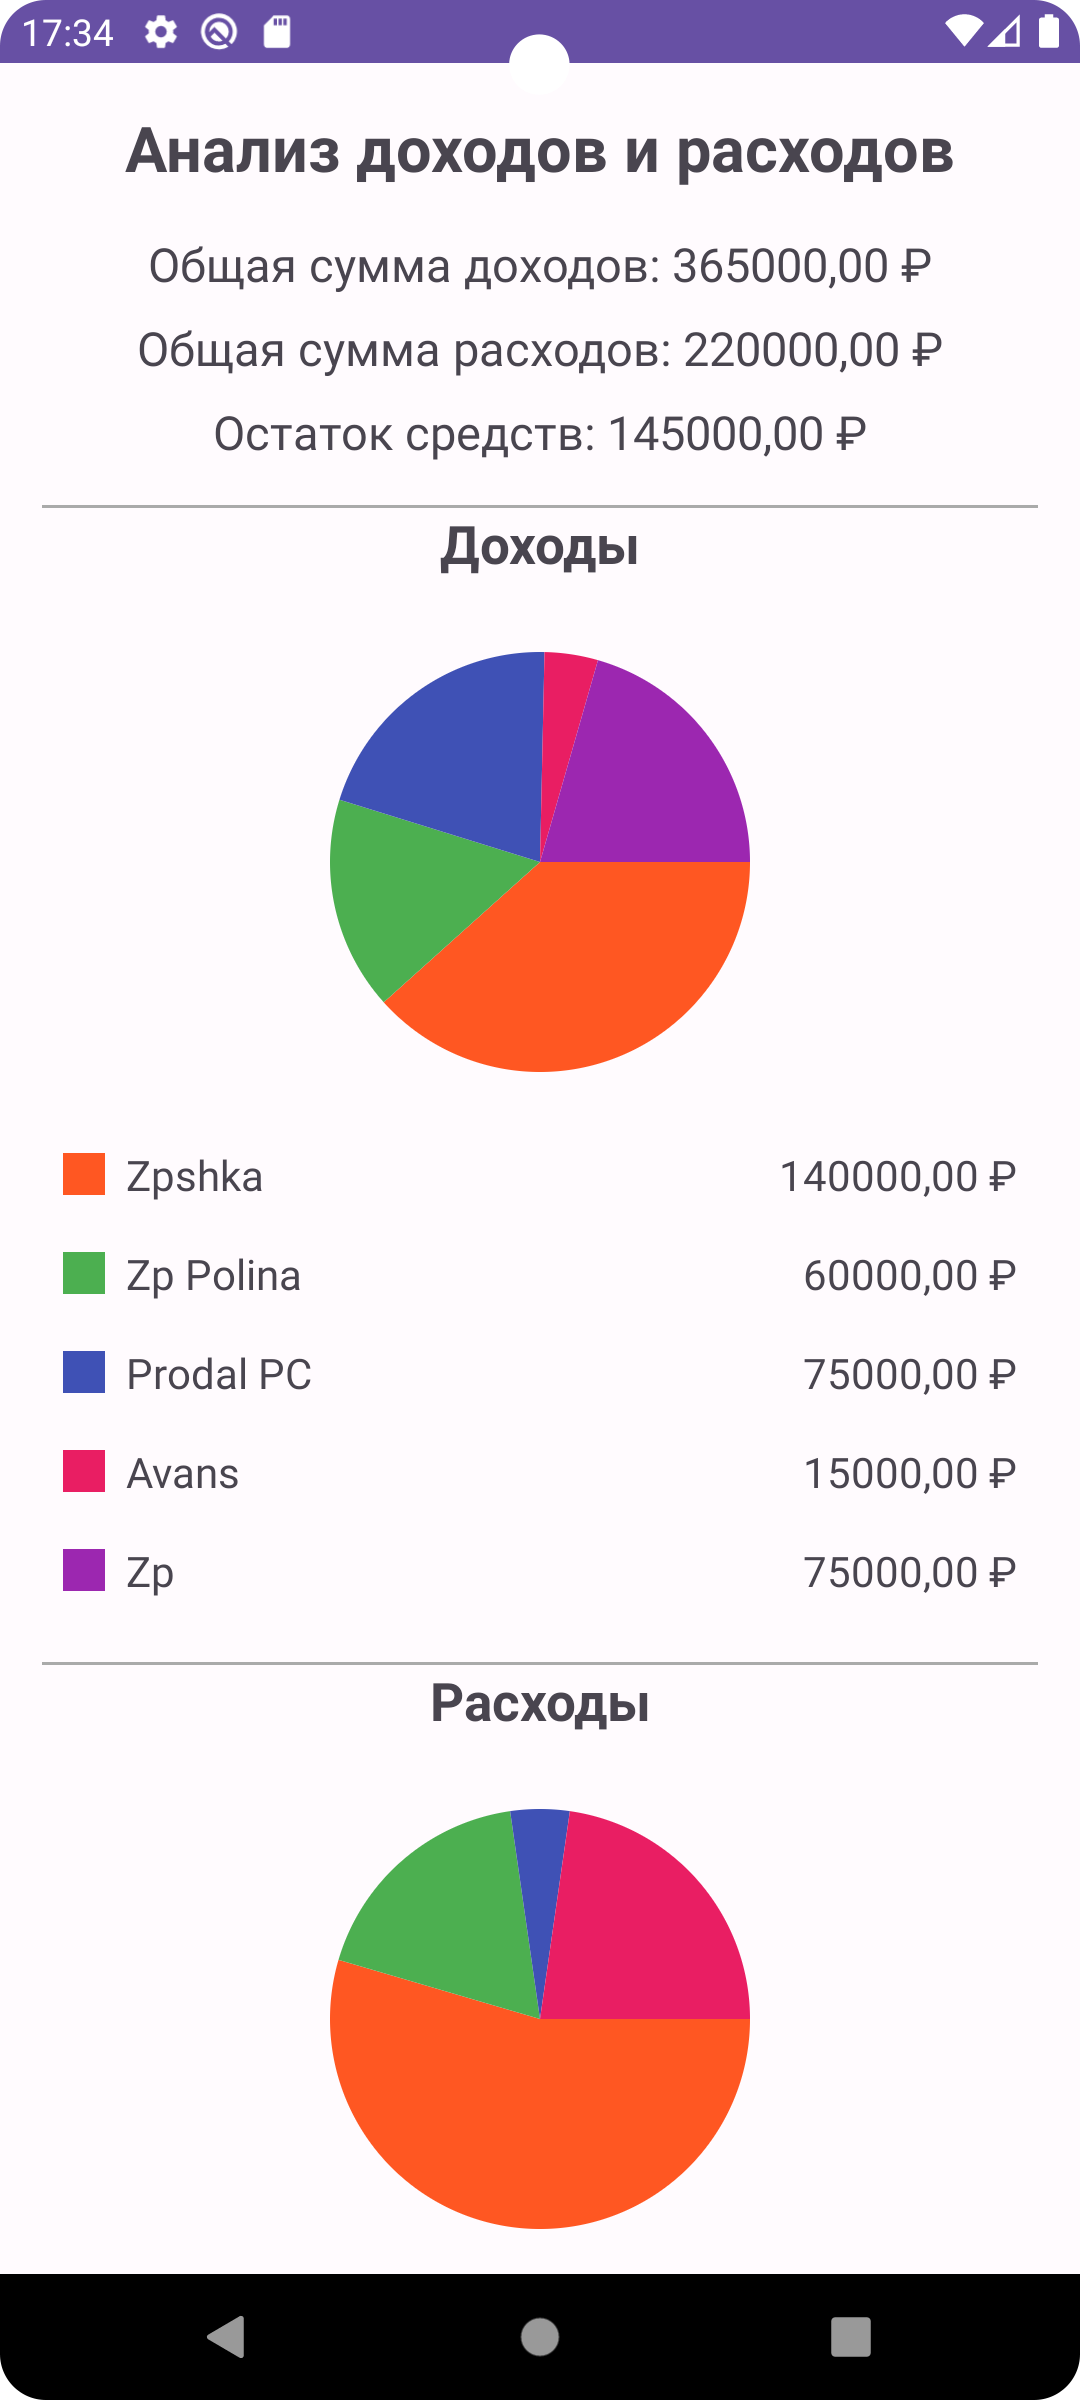 17:34
Анализ доходов и расходов
Общая сумма доходов: 365000,00 ₽
Общая сумма расходов: 220000,00 ₽
Остаток средств: 145000,00 ₽
Доходы
Zpshka 140000,00 ₽
Zp Polina 60000,00 ₽
Prodal PC 75000,00 ₽
Avans 15000,00 ₽
Zp 75000,00 ₽
Расходы